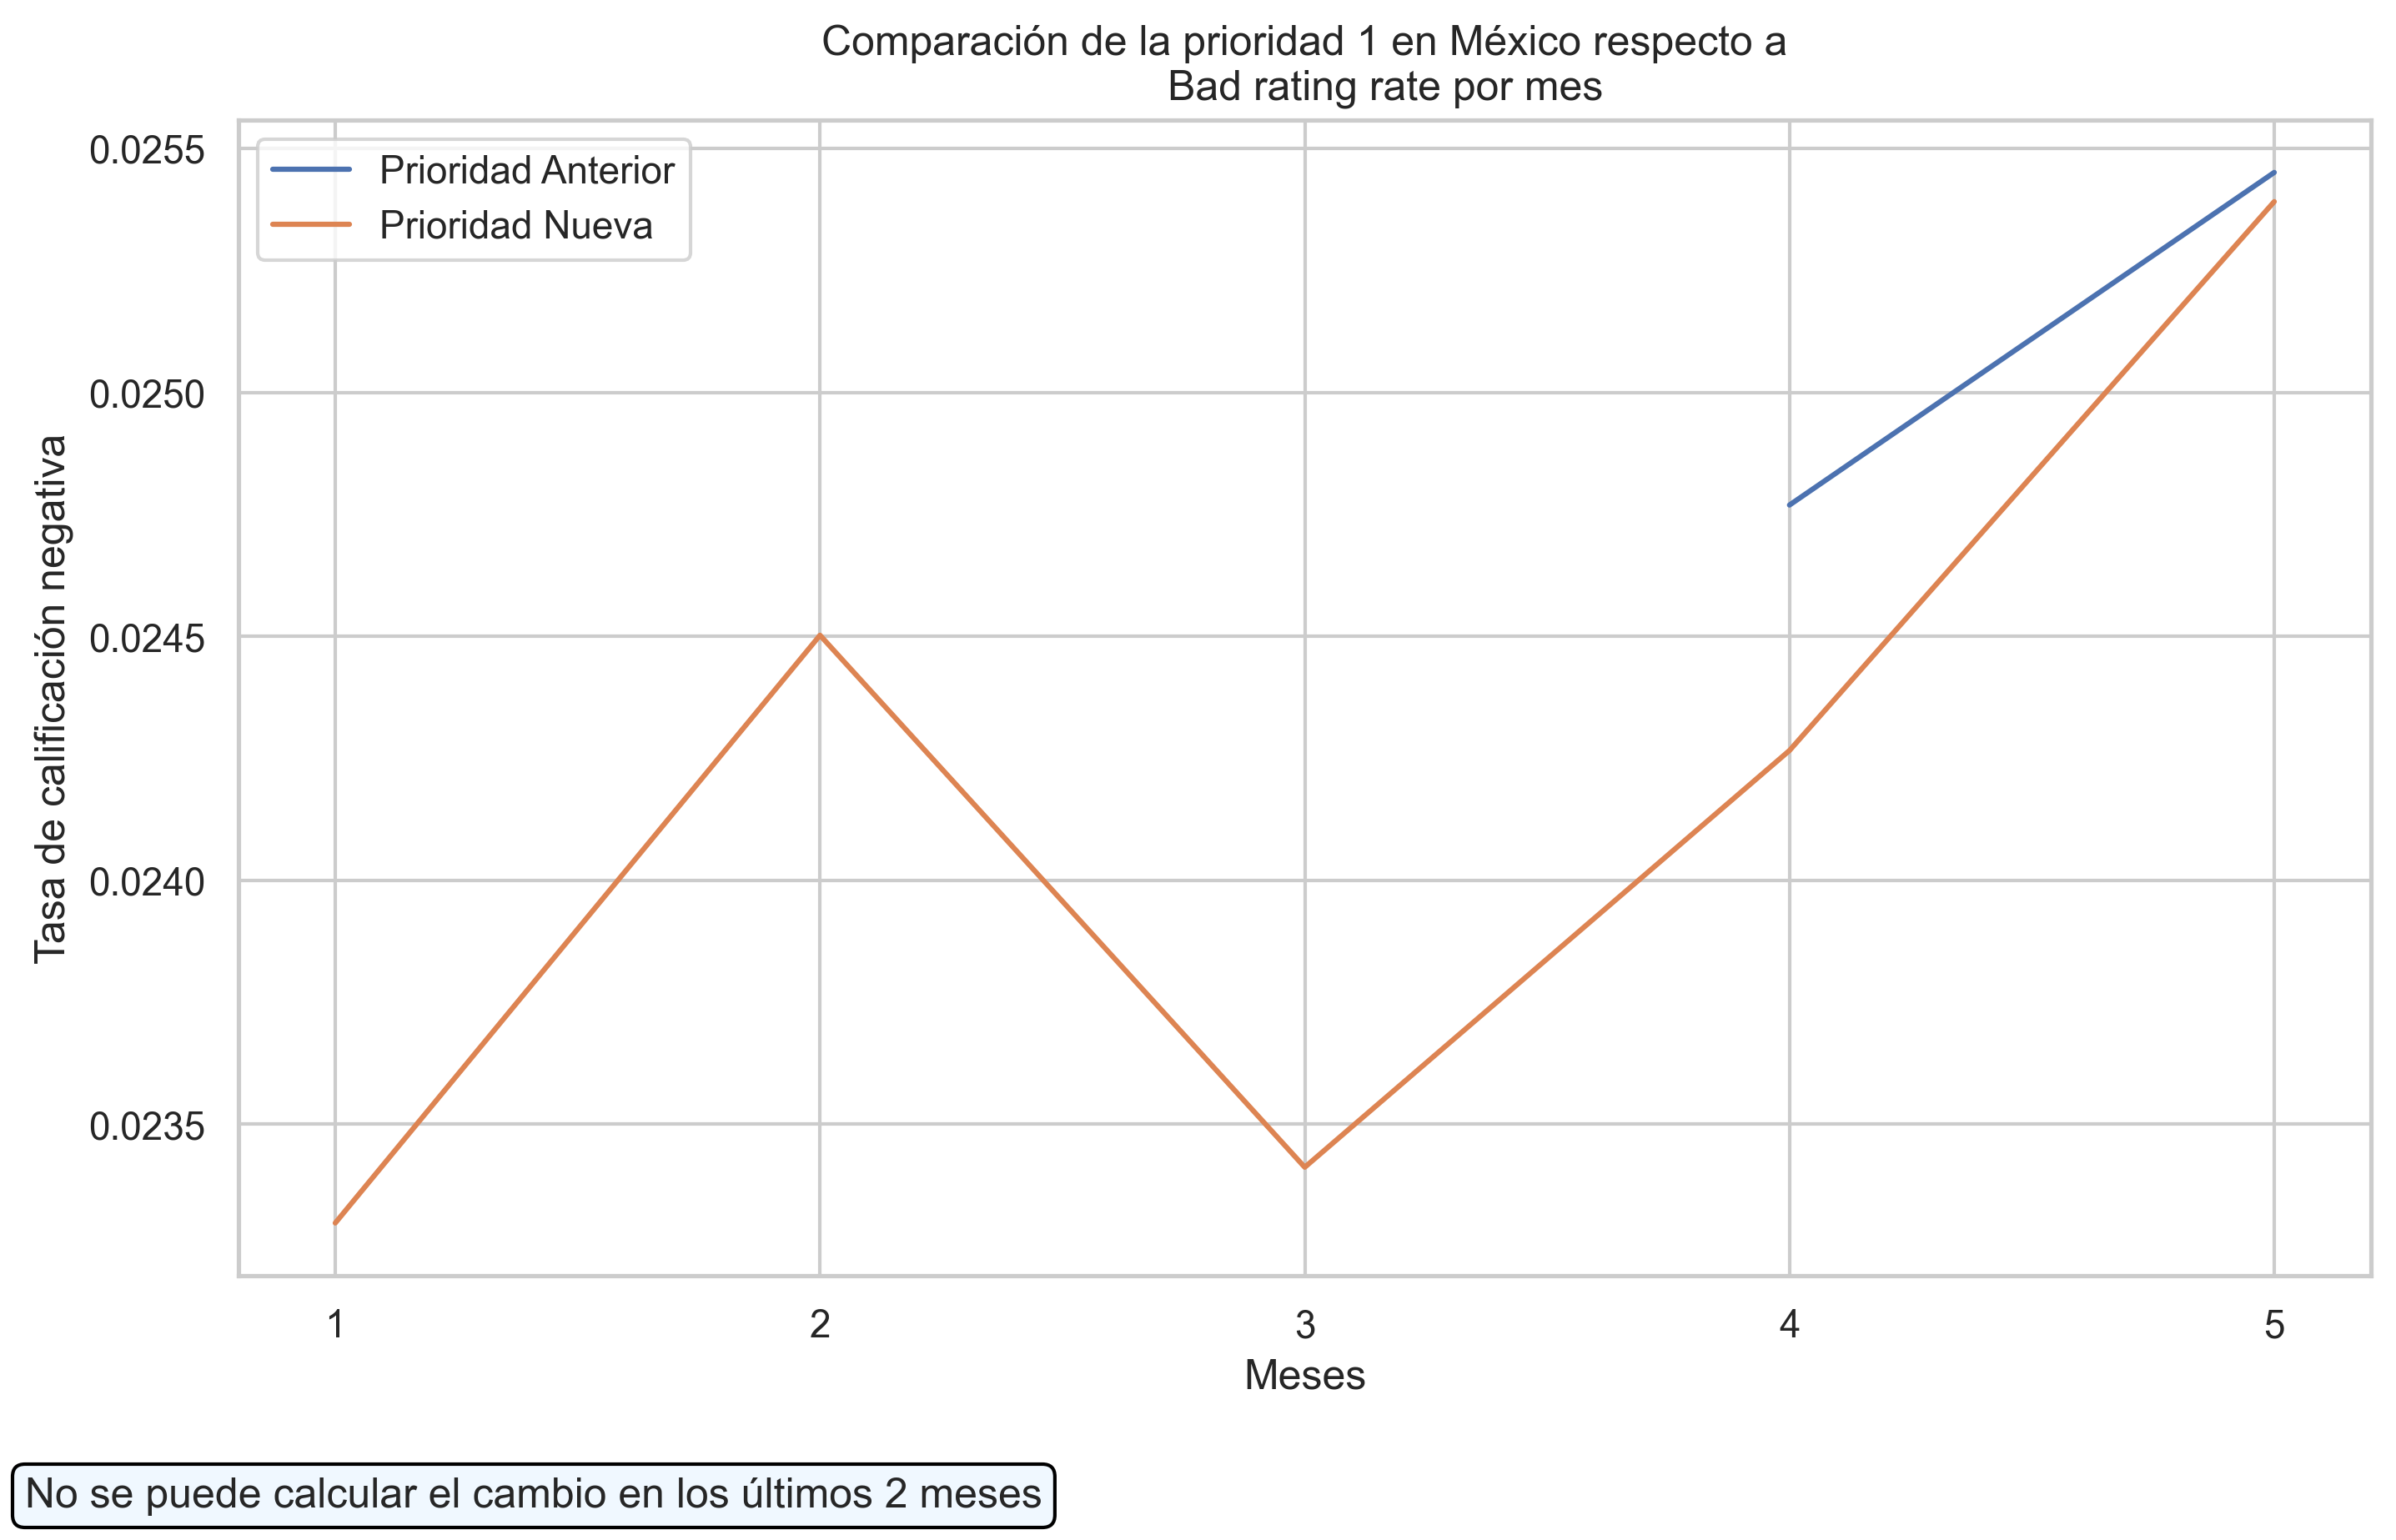 Comparación de la prioridad 1 en México respecto a
Bad rating rate por mes
Prioridad Anterior
Prioridad Nueva
0.0255
0.0250
0.0245
0.0240
0.0235
Tasa de calificación negativa
1 2 3 4 5
Meses
No se puede calcular el cambio en los últimos 2 meses